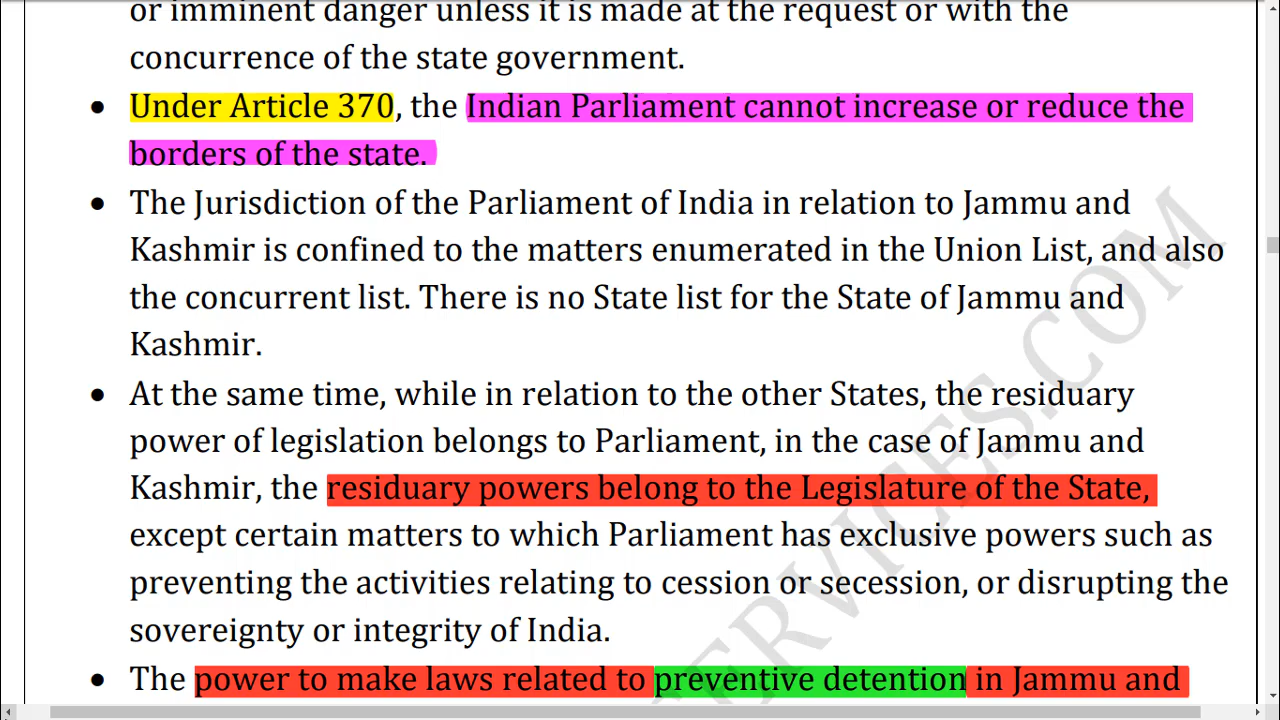 or imminent danger unless it is made at the request or with the
concurrence of the state government.
• Under Article 370, the Indian Parliament cannot increase or reduce the
borders of the state.
• The Jurisdiction of the Parliament of India in relation to Jammu and
Kashmir is confined to the matters enumerated in the Union List, and also
the concurrent list. There is no State list for the State of Jammu and
Kashmir.
• At the same time, while in relation to the other States, the residuary
power of legislation belongs to Parliament, in the case of Jammu and
Kashmir, the residuary powers belong to the Legislature of the State,
except certain matters to which Parliament has exclusive powers such as
preventing the activities relating to cession or secession, or disrupting the
sovereignty or integrity of India.
• The power to make laws related to preventive detention in Jammu and
ERVICES.COM